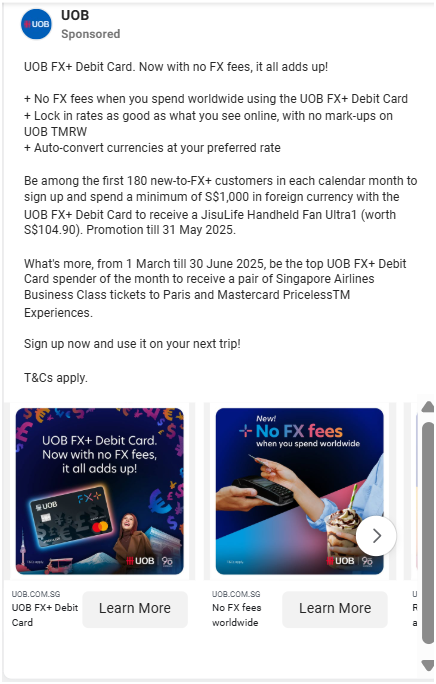 UOB
UOB
Sponsored
UOB FX+ Debit Card. Now with no FX fees, it all adds up!
+ No FX fees when you spend worldwide using the UOB FX+ Debit Card
+ Lock in rates as good as what you see online, with no mark-ups on
UOB TMRW
+ Auto-convert currencies at your preferred rate
Be among the first 180 new-to-FX+ customers in each calendar month to
sign up and spend a minimum of S$1,000 in foreign currency with the
UOB FX+ Debit Card to receive a JisuLife Handheld Fan Ultra1 (worth
S$104.90). Promotion till 31 May 2025.
What's more, from 1 March till 30 June 2025, be the top UOB FX+ Debit
Card spender of the month to receive a pair of Singapore Airlines
Business Class tickets to Paris and Mastercard PricelessTM
Experiences.
Sign up now and use it on your next trip!
T&Cs apply.
UOB FX+ Debit Card.
Now with no FX fees,
it all adds up!
UOB
FX+
UOB 90
New!
+ No FX fees
when you spend worldwide
UOB 90
UOB.COM.SG
UOB FX+ Debit
Card
Learn More
UOB.COM.SG
No FX fees
worldwide
Learn More
U
R
a